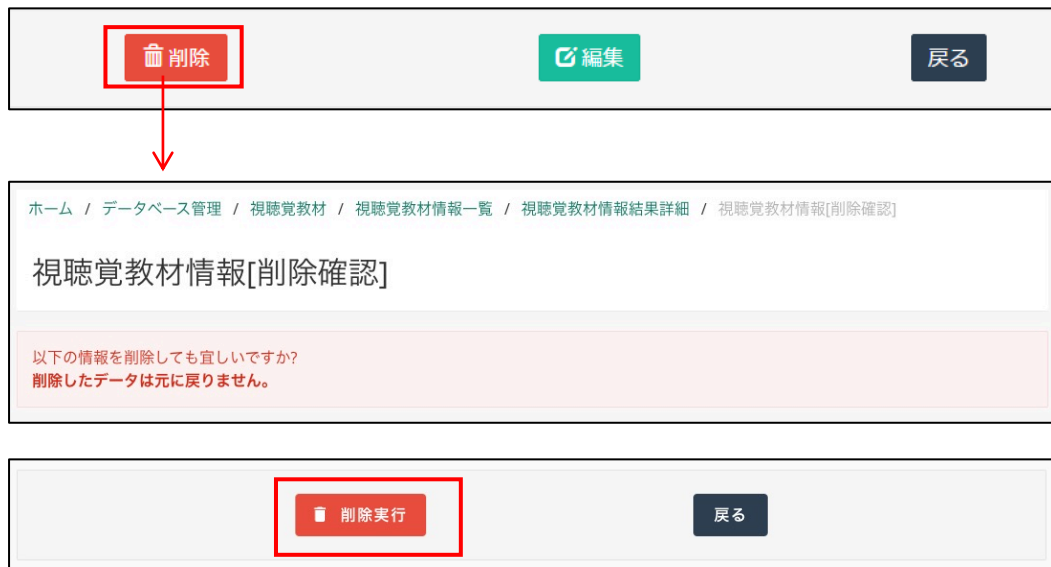 削除 編集 戻る
ホーム / データベース管理 / 視聴覚教材 / 視聴覚教材情報一覧 / 視聴覚教材情報結果詳細 / 視聴覚教材情報[削除確認]
視聴覚教材情報[削除確認]
以下の情報を削除しても宜しいですか?
削除したデータは元に戻りません。
削除実行 戻る